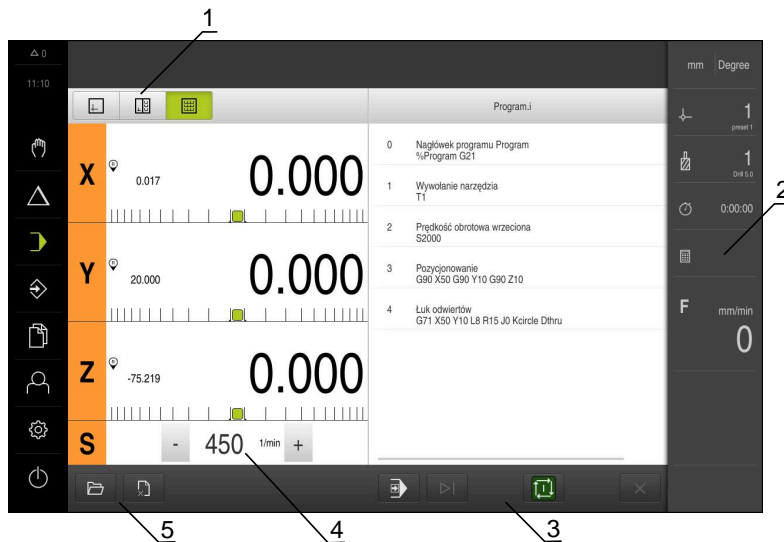 1
0
11:10
mm Degree
Program.i
1
preset 1
1
Drill 5.0
2
0:00:00
F mm/min
0
X R 0.017 0.000
Y R 20.000 0.000
Z R -75.219 0.000
S - 450 1/min +
0 Nagłówek programu Program
%Program G21
1 Wywołanie narzędzia
T1
2 Prędkość obrotowa wrzeciona
S2000
3 Pozycjonowanie
G90 X50 G90 Y10 G90 Z10
4 Łuk odwiertów
G71 X50 Y10 L8 R15 J0 Kcircle Dthru
5
4
3